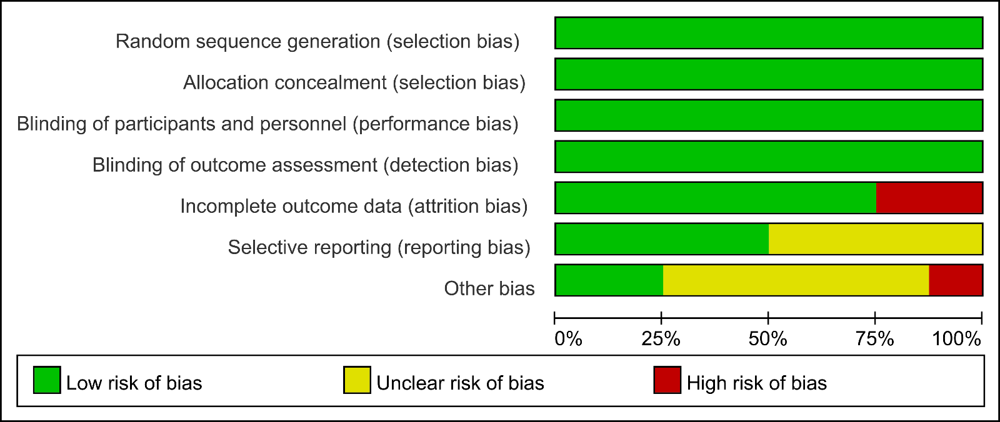 Random sequence generation (selection bias)
Allocation concealment (selection bias)
Blinding of participants and personnel (performance bias)
Blinding of outcome assessment (detection bias)
Incomplete outcome data (attrition bias)
Selective reporting (reporting bias)
Other bias
0% 25% 50% 75% 100%
Low risk of bias Unclear risk of bias High risk of bias